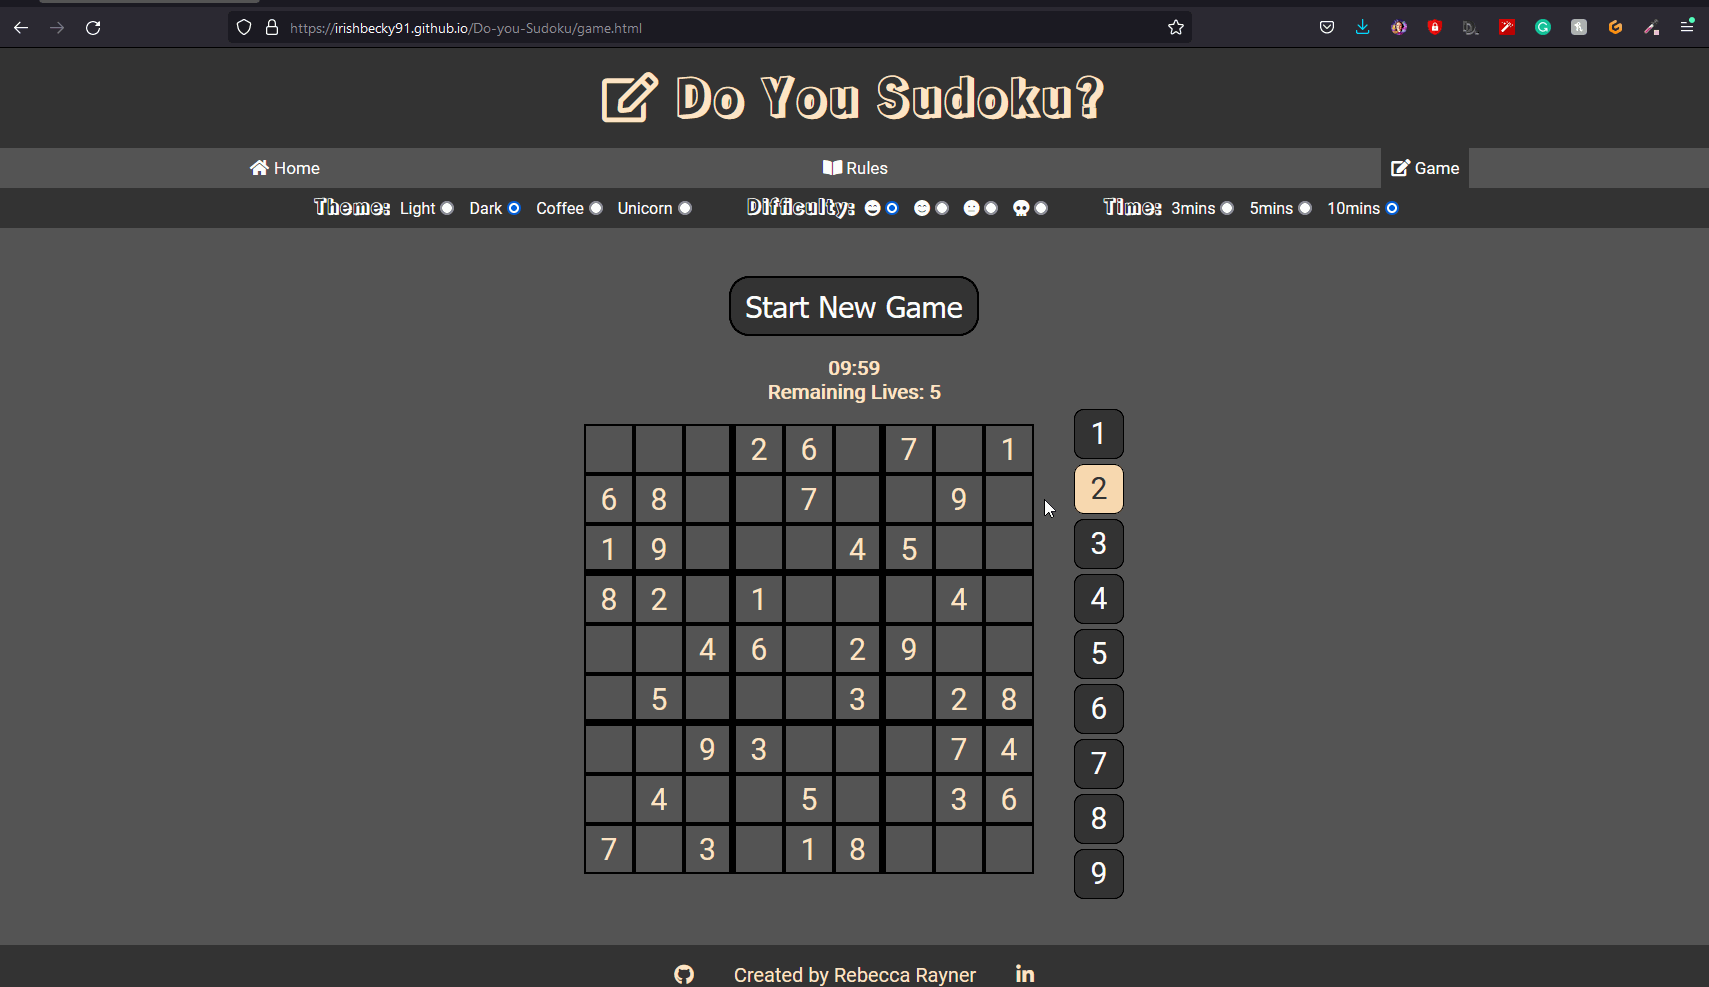 https://irishbecky91.github.io/Do-you-Sudoku/game.html
Do You Sudoku?
Home Rules Game
Theme: Light Dark Coffee Unicorn Difficulty: Time: 3mins 5mins 10mins
Start New Game
09:59
Remaining Lives: 5
2 6 7 1
6 8 7 9
1 9 4 5
8 2 1 4
4 6 2 9
5 3 2 8
9 3 7 4
4 5 3 6
7 3 1 8
1
2
3
4
5
6
7
8
9
Created by Rebecca Rayner in